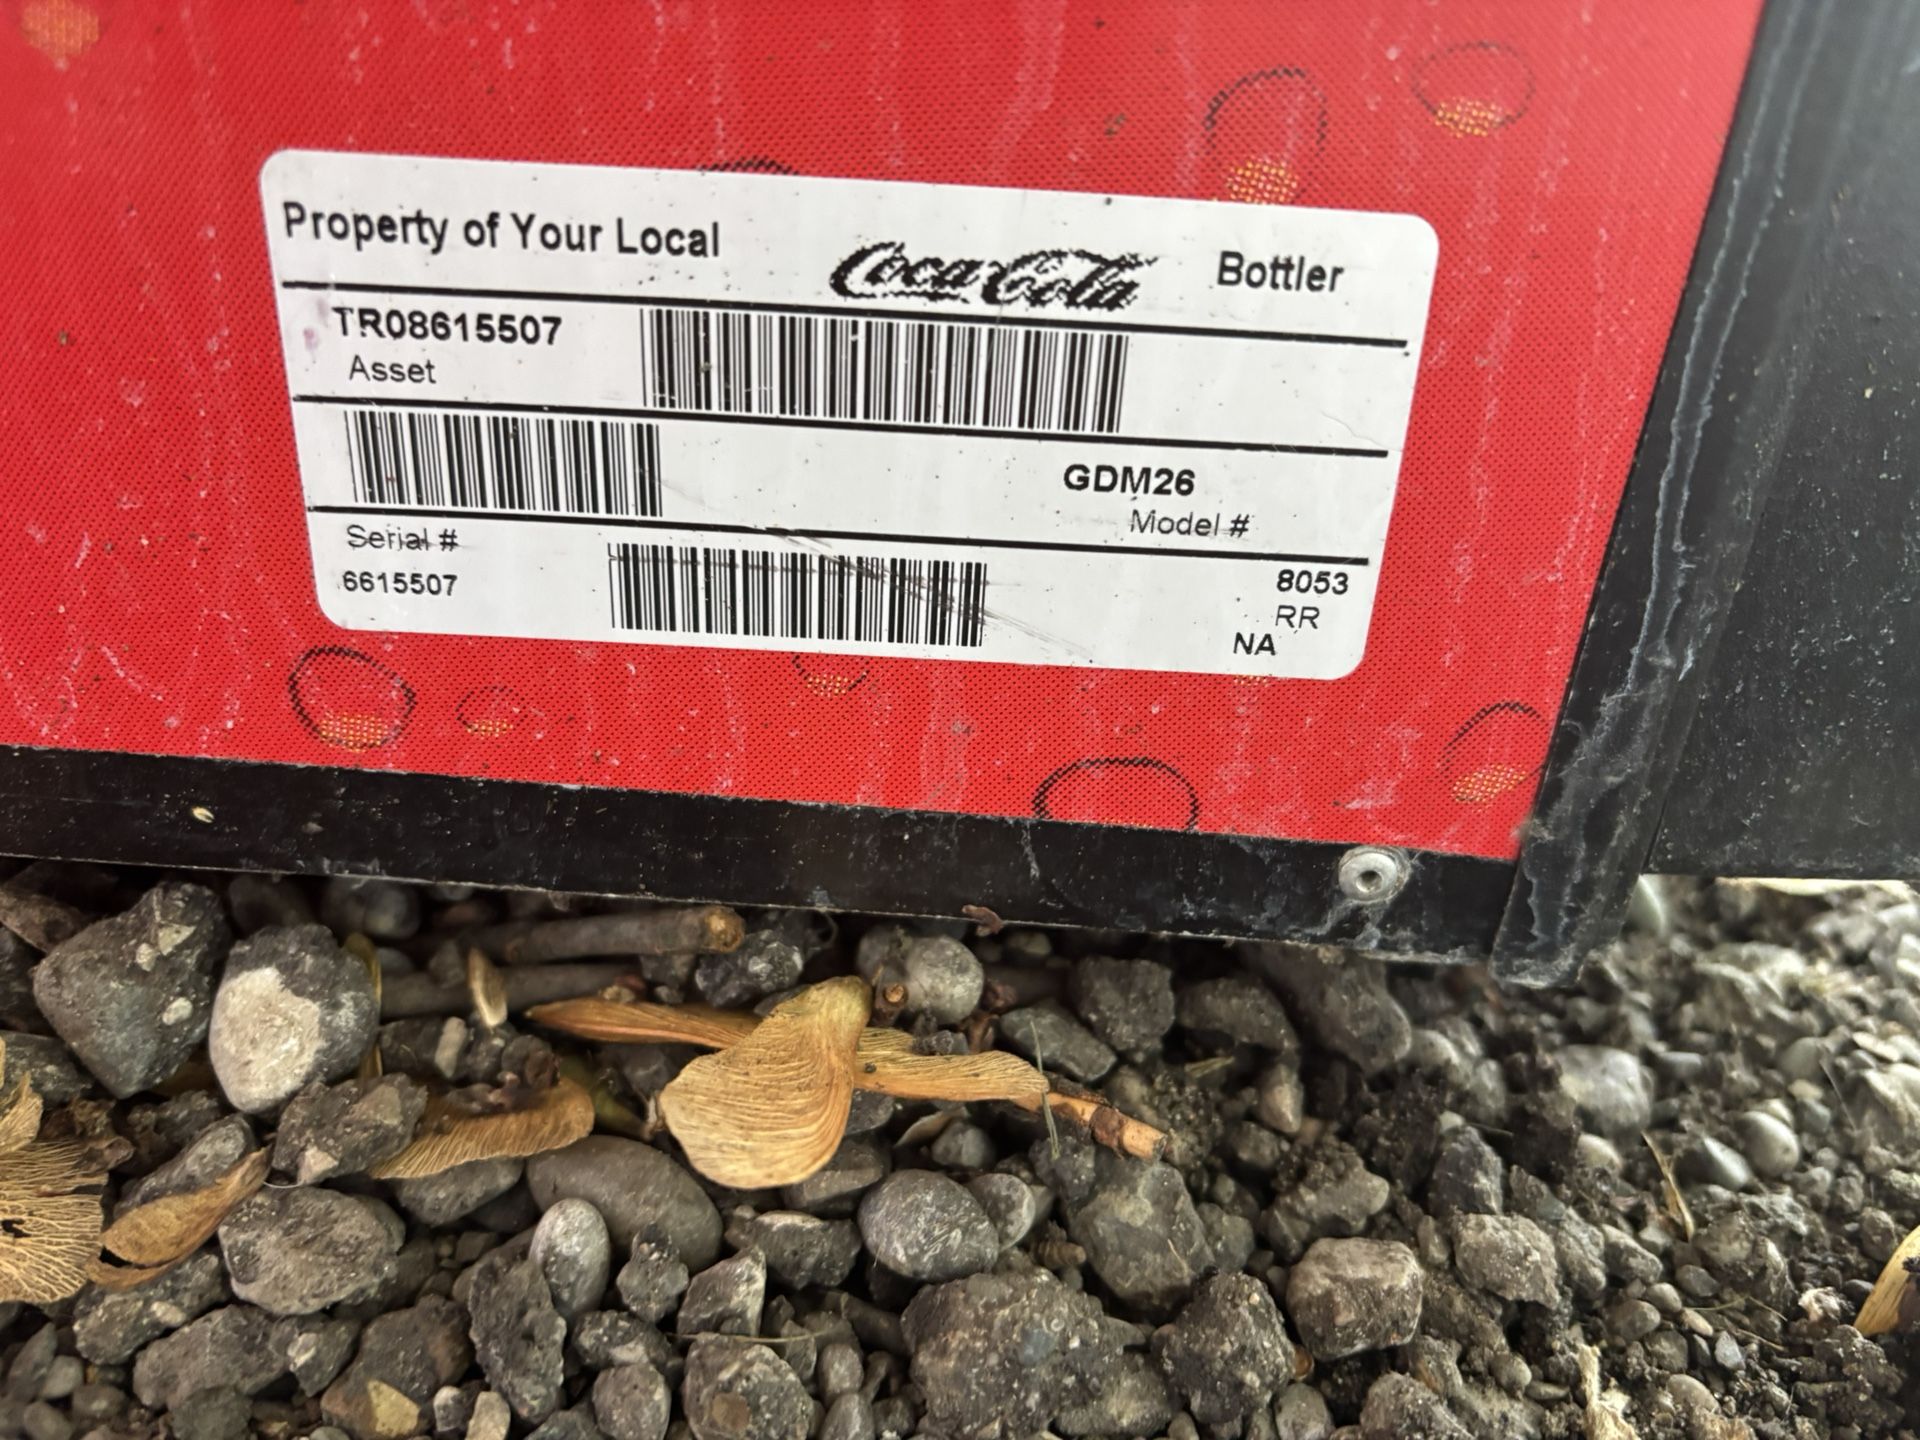 Property of Your Local Coca-Cola Bottler
TR08615507
Asset
GDM26
Model #
Serial #
6615507
8053
RR
NA